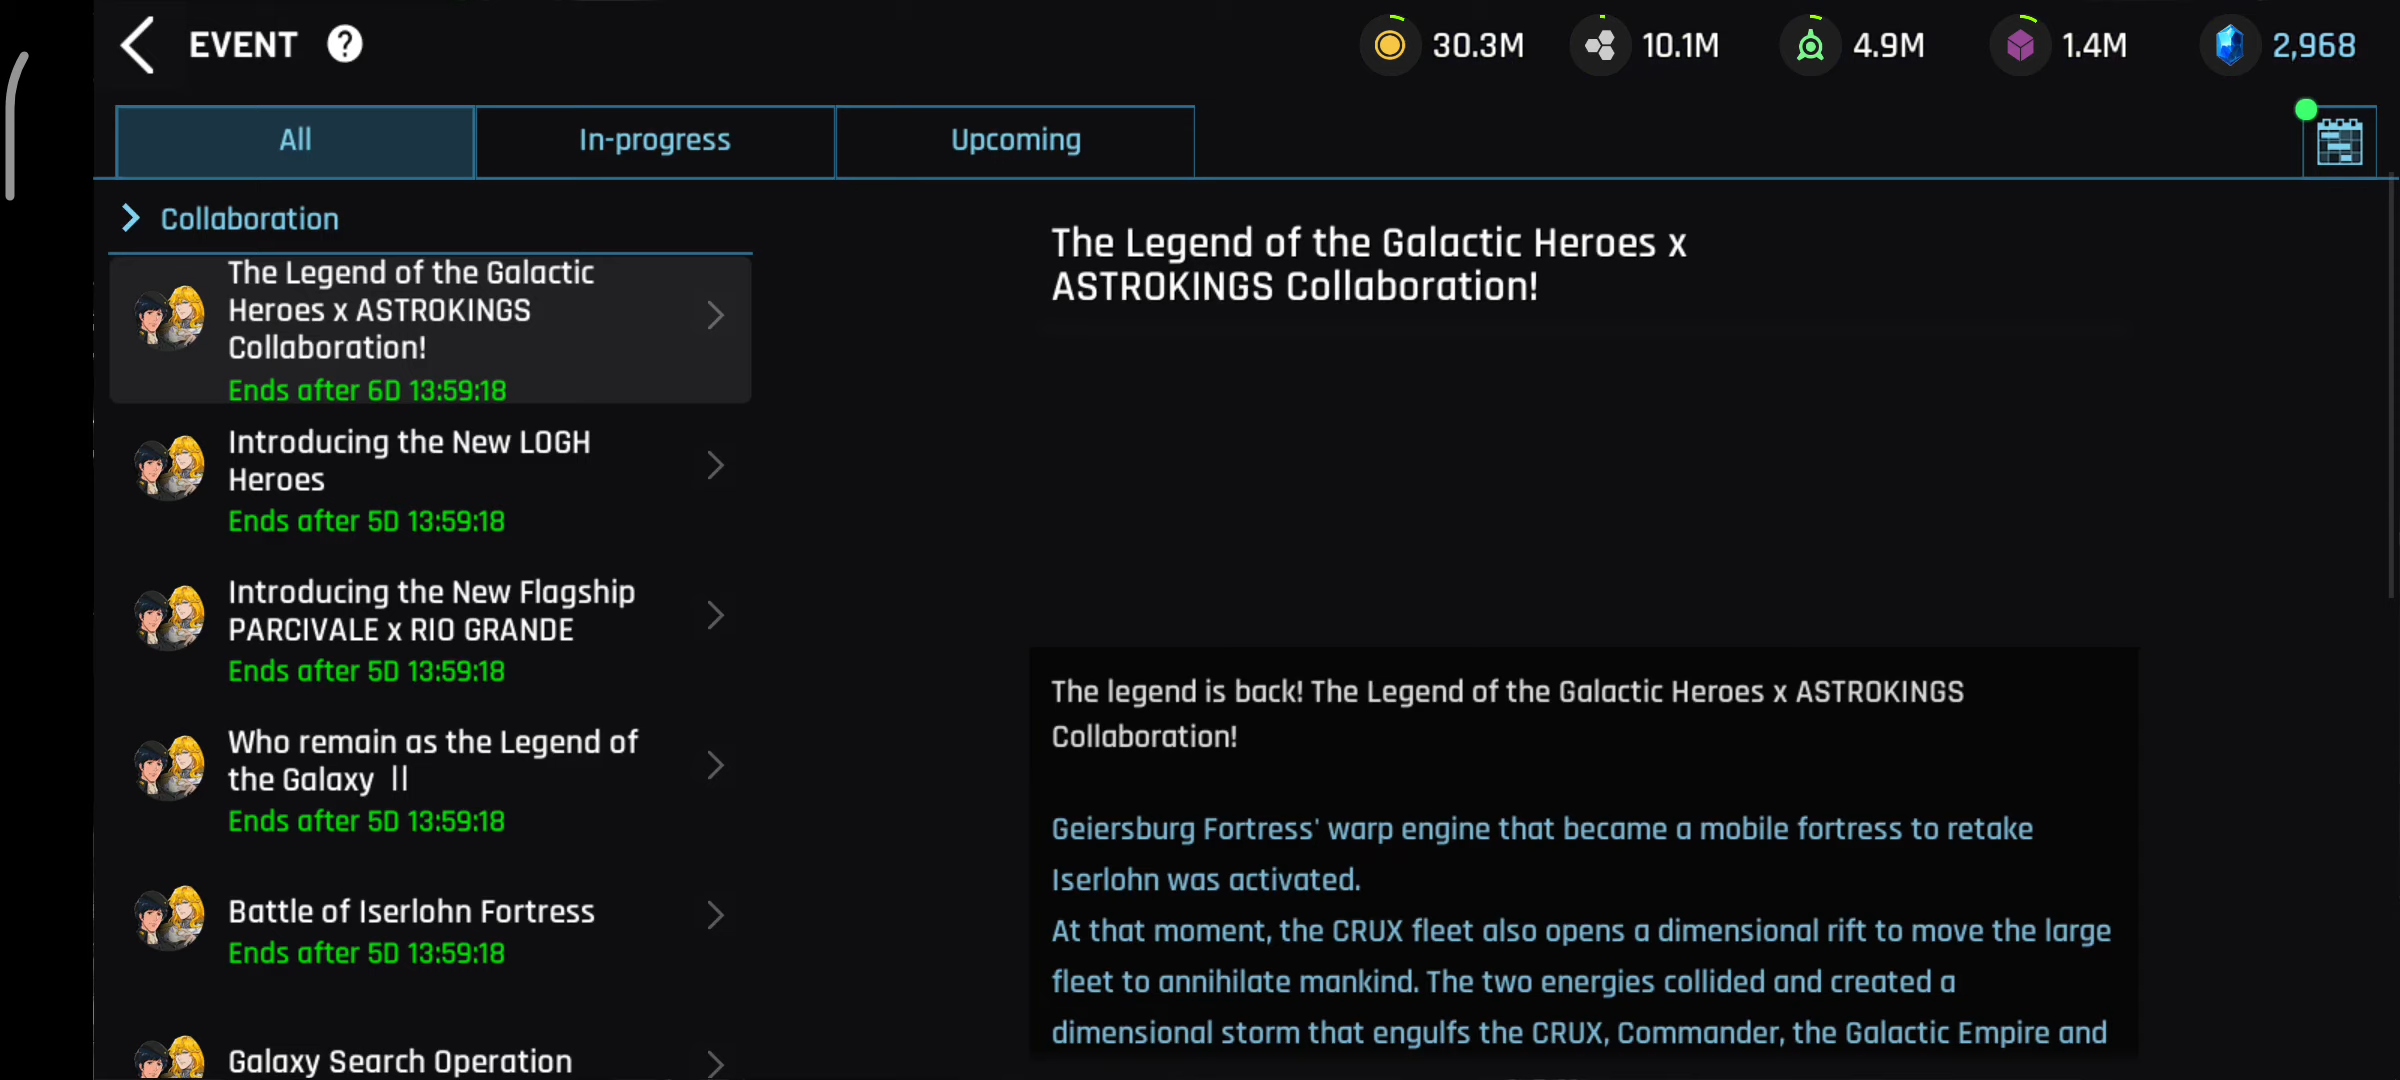 EVENT ?
30.3M
10.1M
4.9M
1.4M
2,968
All
In-progress
Upcoming
Collaboration
The Legend of the Galactic
Heroes x ASTROKINGS
Collaboration!
Ends after 6D 13:59:18
Introducing the New LOGH
Heroes
Ends after 5D 13:59:18
Introducing the New Flagship
PARCIVALE x RIO GRANDE
Ends after 5D 13:59:18
Who remain as the Legend of
the Galaxy Ⅱ
Ends after 5D 13:59:18
Battle of Iserlohn Fortress
Ends after 5D 13:59:18
Galaxy Search Operation
The Legend of the Galactic Heroes x
ASTROKINGS Collaboration!
The legend is back! The Legend of the Galactic Heroes x ASTROKINGS
Collaboration!
Geiersburg Fortress' warp engine that became a mobile fortress to retake
Iserlohn was activated.
At that moment, the CRUX fleet also opens a dimensional rift to move the large
fleet to annihilate mankind. The two energies collided and created a
dimensional storm that engulfs the CRUX, Commander, the Galactic Empire and